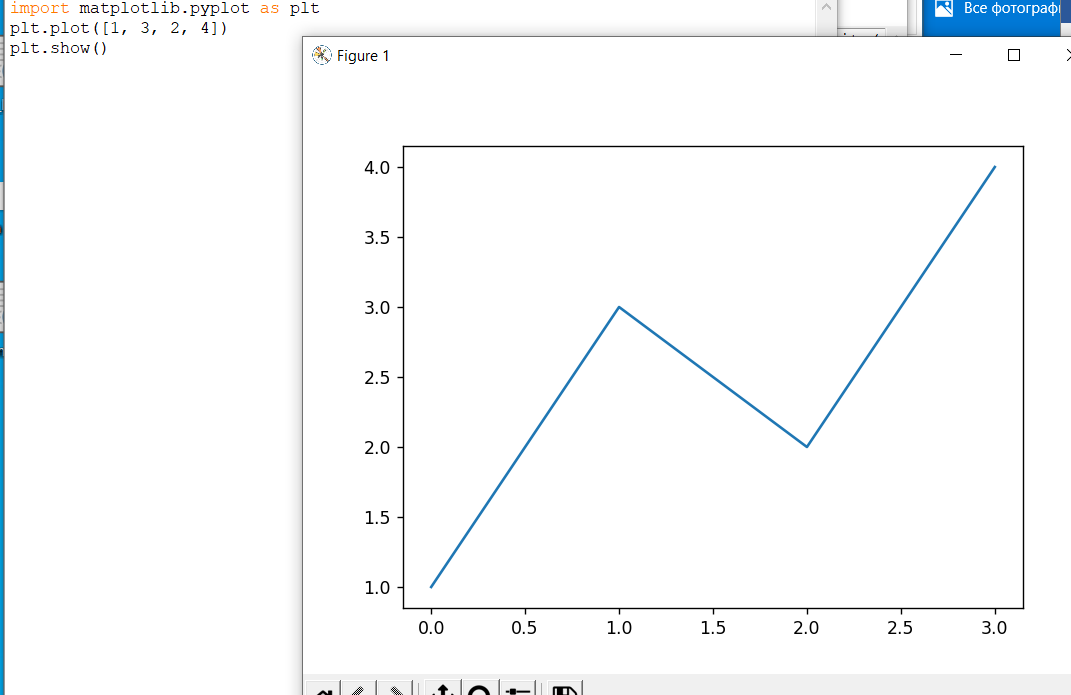 import matplotlib.pyplot as plt
plt.plot([1, 3, 2, 4])
plt.show()
Все фотограф
Figure 1
4.0
3.5
3.0
2.5
2.0
1.5
1.0
0.0 0.5 1.0 1.5 2.0 2.5 3.0